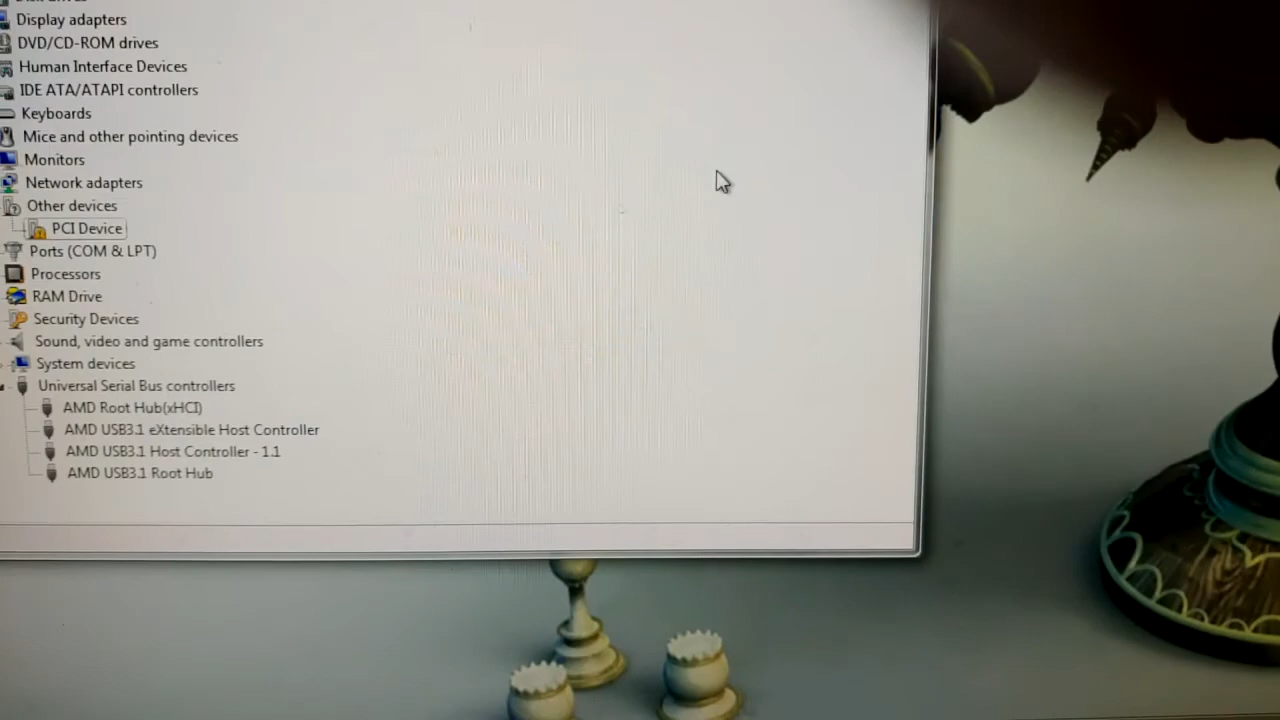 Display adapters
DVD/CD-ROM drives
Human Interface Devices
IDE ATA/ATAPI controllers
Keyboards
Mice and other pointing devices
Monitors
Network adapters
Other devices
PCI Device
Ports (COM & LPT)
Processors
RAM Drive
Security Devices
Sound, video and game controllers
System devices
Universal Serial Bus controllers
AMD Root Hub(xHCI)
AMD USB3.1 eXtensible Host Controller
AMD USB3.1 Host Controller - 1.1
AMD USB3.1 Root Hub